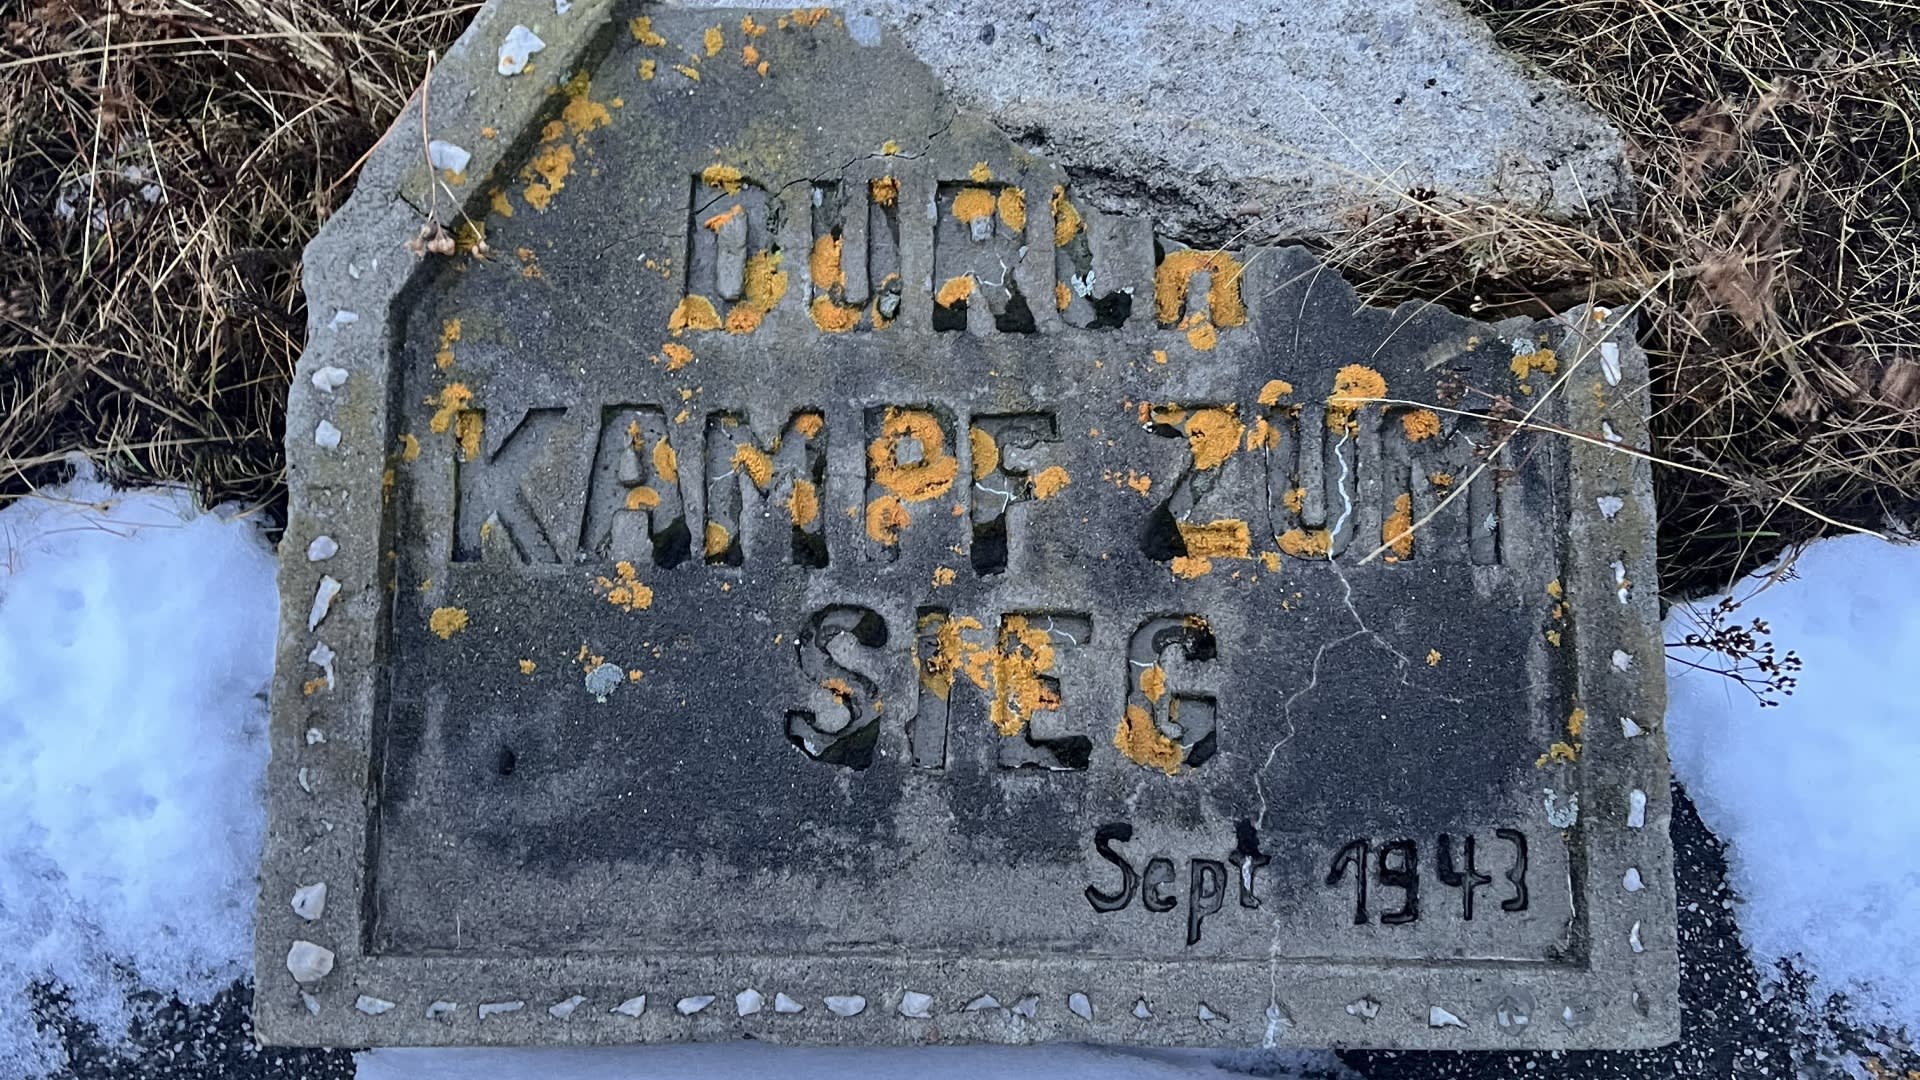 DURCh
KAMPF ZUM
SIEG
Sept 1943